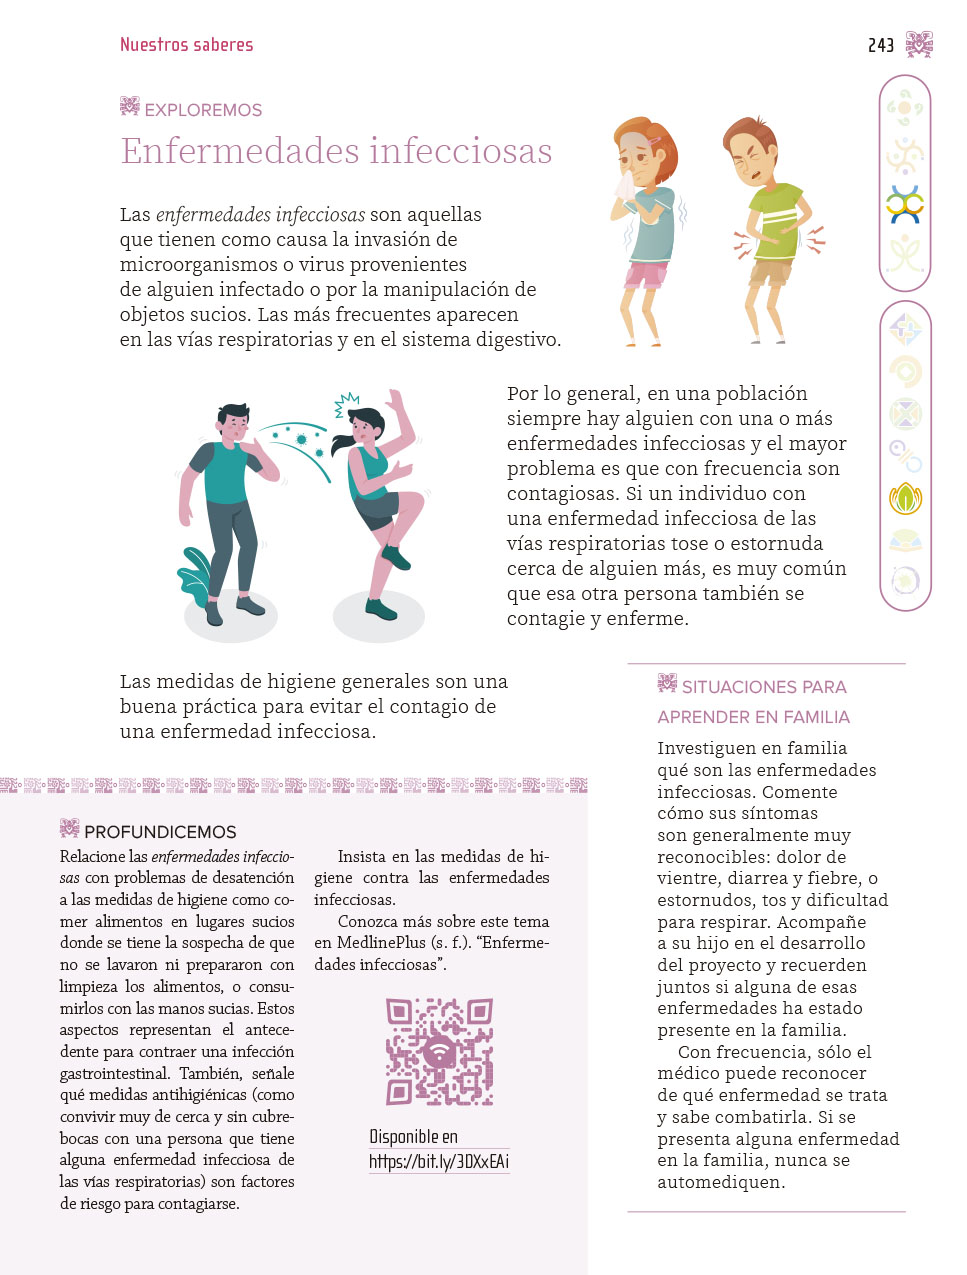 Nuestros saberes
243
EXPLOREMOS
Enfermedades infecciosas
Las enfermedades infecciosas son aquellas
que tienen como causa la invasión de
microorganismos o virus provenientes
de alguien infectado o por la manipulación de
objetos sucios. Las más frecuentes aparecen
en las vías respiratorias y en el sistema digestivo.
Por lo general, en una población
siempre hay alguien con una o más
enfermedades infecciosas y el mayor
problema es que con frecuencia son
contagiosas. Si un individuo con
una enfermedad infecciosa de las
vías respiratorias tose o estornuda
cerca de alguien más, es muy común
que esa otra persona también se
contagie y enferme.
Las medidas de higiene generales son una
buena práctica para evitar el contagio de
una enfermedad infecciosa.
PROFUNDICEMOS
Relacione las enfermedades infeccio-
sas con problemas de desatención
a las medidas de higiene como co-
mer alimentos en lugares sucios
donde se tiene la sospecha de que
no se lavaron ni prepararon con
limpieza los alimentos, o consu-
mirlos con las manos sucias. Estos
aspectos representan el antece-
dente para contraer una infección
gastrointestinal. También, señale
qué medidas antihigiénicas (como
convivir muy de cerca y sin cubre-
bocas con una persona que tiene
alguna enfermedad infecciosa de
las vías respiratorias) son factores
de riesgo para contagiarse.
Insista en las medidas de hi-
giene contra las enfermedades
infecciosas.
Conozca más sobre este tema
en MedlinePlus (s. f.). “Enferme-
dades infecciosas”.
Disponible en
https://bit.ly/3DXxEAi
SITUACIONES PARA
APRENDER EN FAMILIA
Investiguen en familia
qué son las enfermedades
infecciosas. Comente
cómo sus síntomas
son generalmente muy
reconocibles: dolor de
vientre, diarrea y fiebre, o
estornudos, tos y dificultad
para respirar. Acompañe
a su hijo en el desarrollo
del proyecto y recuerden
juntos si alguna de esas
enfermedades ha estado
presente en la familia.
Con frecuencia, sólo el
médico puede reconocer
de qué enfermedad se trata
y sabe combatirla. Si se
presenta alguna enfermedad
en la familia, nunca se
automediquen.